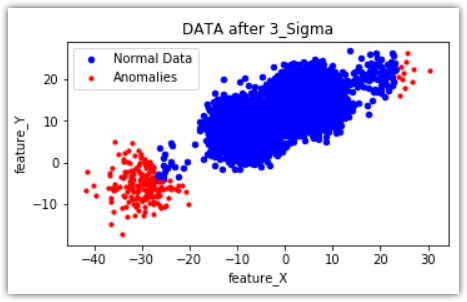 DATA after 3_Sigma
Normal Data
Anomalies
feature_Y
20
10
0
−10
−40 −30 −20 −10 0 10 20 30
feature_X